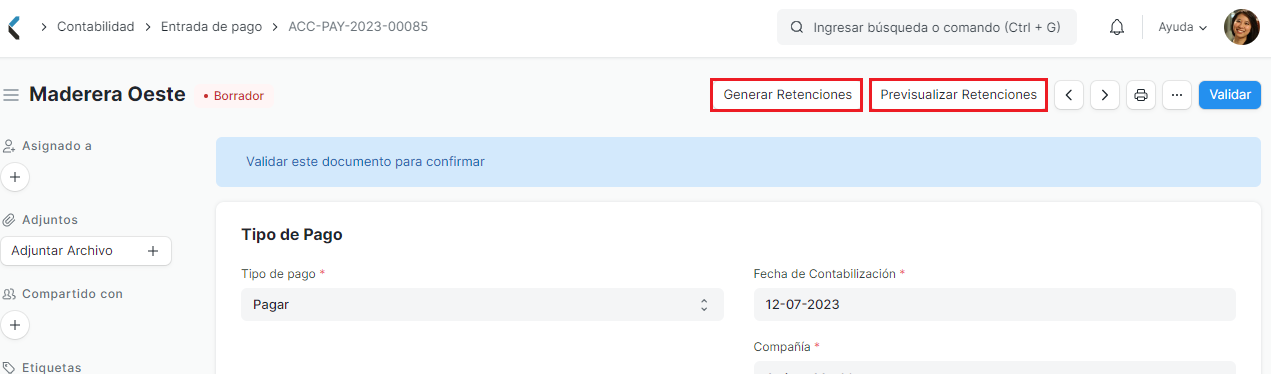 Contabilidad > Entrada de pago > ACC-PAY-2023-00085
Ingresar búsqueda o comando (Ctrl + G)
Ayuda
Maderera Oeste
• Borrador
Generar Retenciones
Previsualizar Retenciones
Validar
Asignado a
Validar este documento para confirmar
Adjuntos
Adjuntar Archivo
Compartido con
Etiquetas
Tipo de Pago
Tipo de pago *
Pagar
Fecha de Contabilización *
12-07-2023
Compañía *